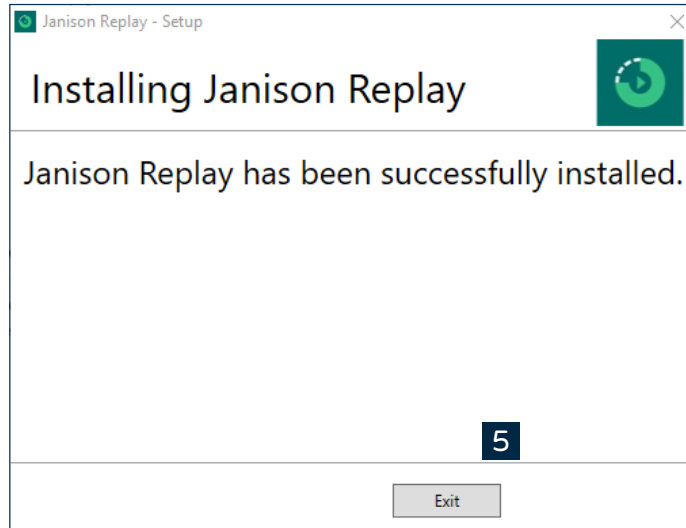 Janison Replay - Setup
Installing Janison Replay
Janison Replay has been successfully installed.
5
Exit